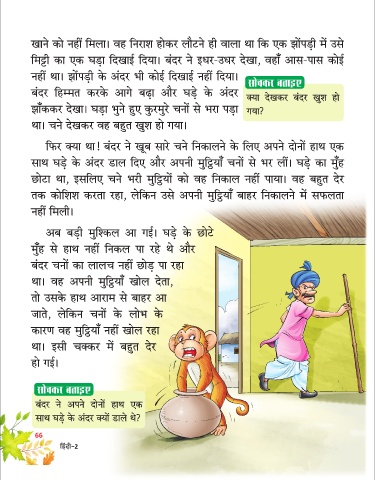 खाने को नहीं मिला। वह निराश होकर लौटने ही वाला था कि एक झोंपड़ी में उसे
मिट्टी का एक घड़ा दिखाई दिया। बंदर ने इधर-उधर देखा, वहाँ आस-पास कोई
नहीं था। झोंपड़ी के अंदर भी कोई दिखाई नहीं दिया।
बंदर हिम्मत करके आगे बढ़ा और घड़े के अंदर
झाँककर देखा। घड़ा भुने हुए कुरमुरे चनों से भरा पड़ा
था। चने देखकर वह बहुत खुश हो गया।
सोचकर बताइए
क्या देखकर बंदर खुश हो
गया?
फिर क्या था! बंदर ने खूब सारे चने निकालने के लिए अपने दोनों हाथ एक
साथ घड़े के अंदर डाल दिए और अपनी मुट्ठियाँ चनों से भर लीं। घड़े का मुँह
छोटा था, इसलिए चने भरी मुट्ठियों को वह निकाल नहीं पाया। वह बहुत देर
तक कोशिश करता रहा, लेकिन उसे अपनी मुट्ठियाँ बाहर निकालने में सफलता
नहीं मिली।
अब बड़ी मुश्किल आ गई। घड़े के छोटे
मुँह से हाथ नहीं निकल पा रहे थे और
बंदर चनों का लालच नहीं छोड़ पा रहा
था। वह अपनी मुट्ठियाँ खोल देता,
तो उसके हाथ आराम से बाहर आ
जाते, लेकिन चनों के लोभ के
कारण वह मुट्ठियाँ नहीं खोल रहा
था। इसी चक्कर में बहुत देर
हो गई।
सोचकर बताइए
बंदर ने अपने दोनों हाथ एक
साथ घड़े के अंदर क्यों डाले थे?
66
हिंदी-2